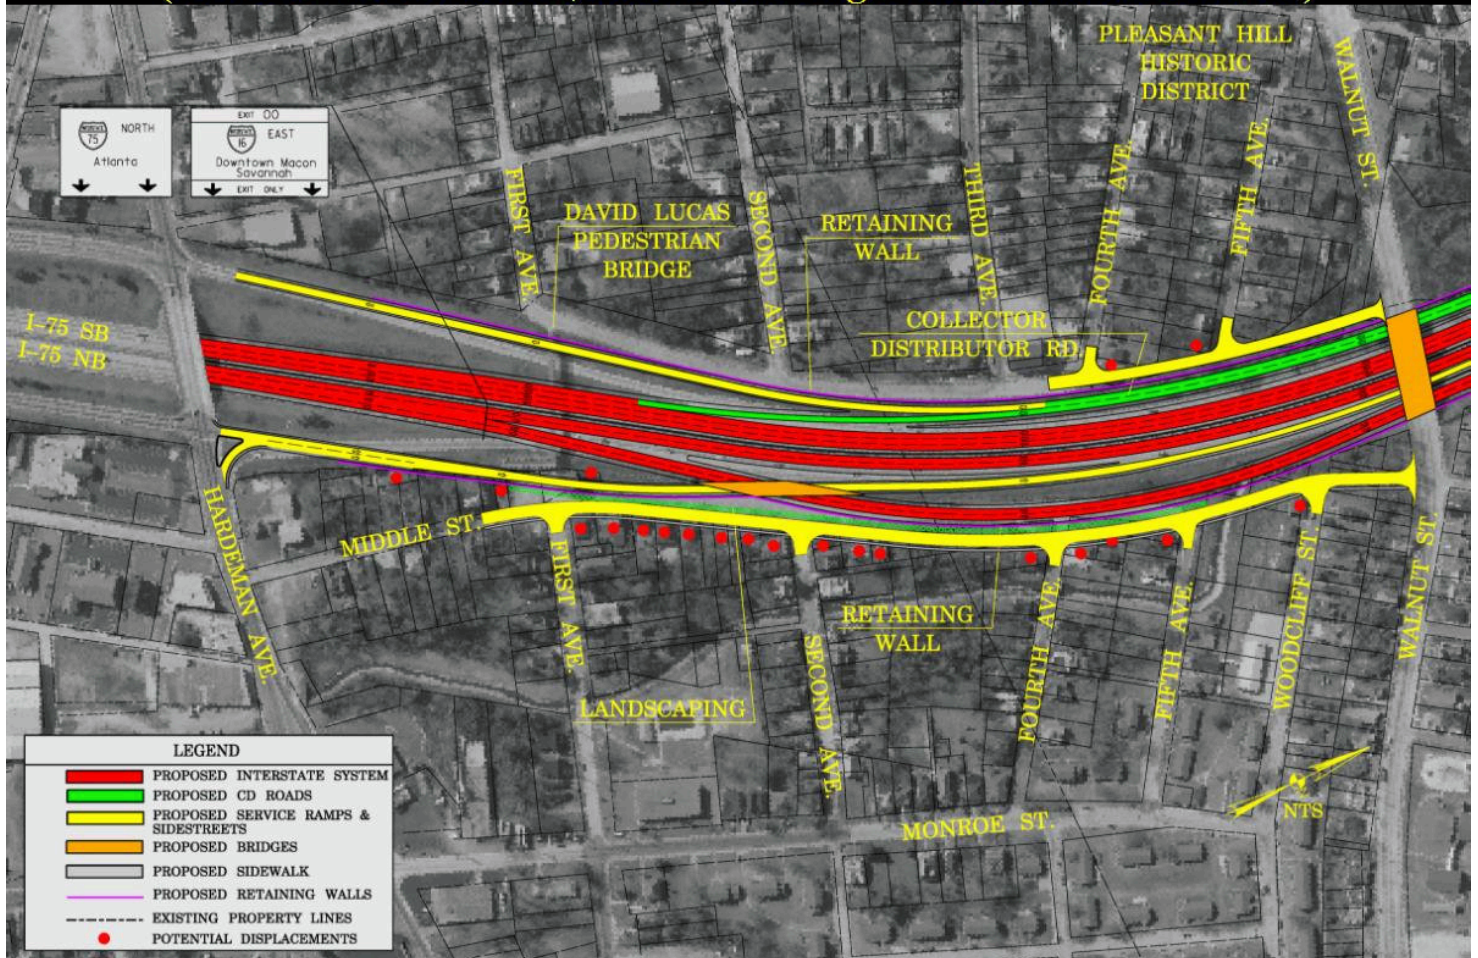 PLEASANT HILL
HISTORIC
DISTRICT
WALNUT ST.
NORTH
75
Atlanta
EXIT 00
16
EAST
Downtown Macon
Savannah
EXIT ONLY
FIRST AVE.
DAVID LUCAS
PEDESTRIAN
BRIDGE
SECOND AVE.
RETAINING
WALL
THIRD AVE.
FOURTH AVE.
FIFTH AVE.
COLLECTOR
DISTRIBUTOR RD.
I-75 SB
I-75 NB
HARDEMAN AVE.
MIDDLE ST.
FIRST AVE.
LANDSCAPING
SECOND AVE.
RETAINING
WALL
FOURTH AVE.
FIFTH AVE.
WOODCLIFF ST.
WALNUT ST.
MONROE ST.
NTS
LEGEND
PROPOSED INTERSTATE SYSTEM
PROPOSED CD ROADS
PROPOSED SERVICE RAMPS &
SIDESTREETS
PROPOSED BRIDGES
PROPOSED SIDEWALK
PROPOSED RETAINING WALLS
EXISTING PROPERTY LINES
POTENTIAL DISPLACEMENTS